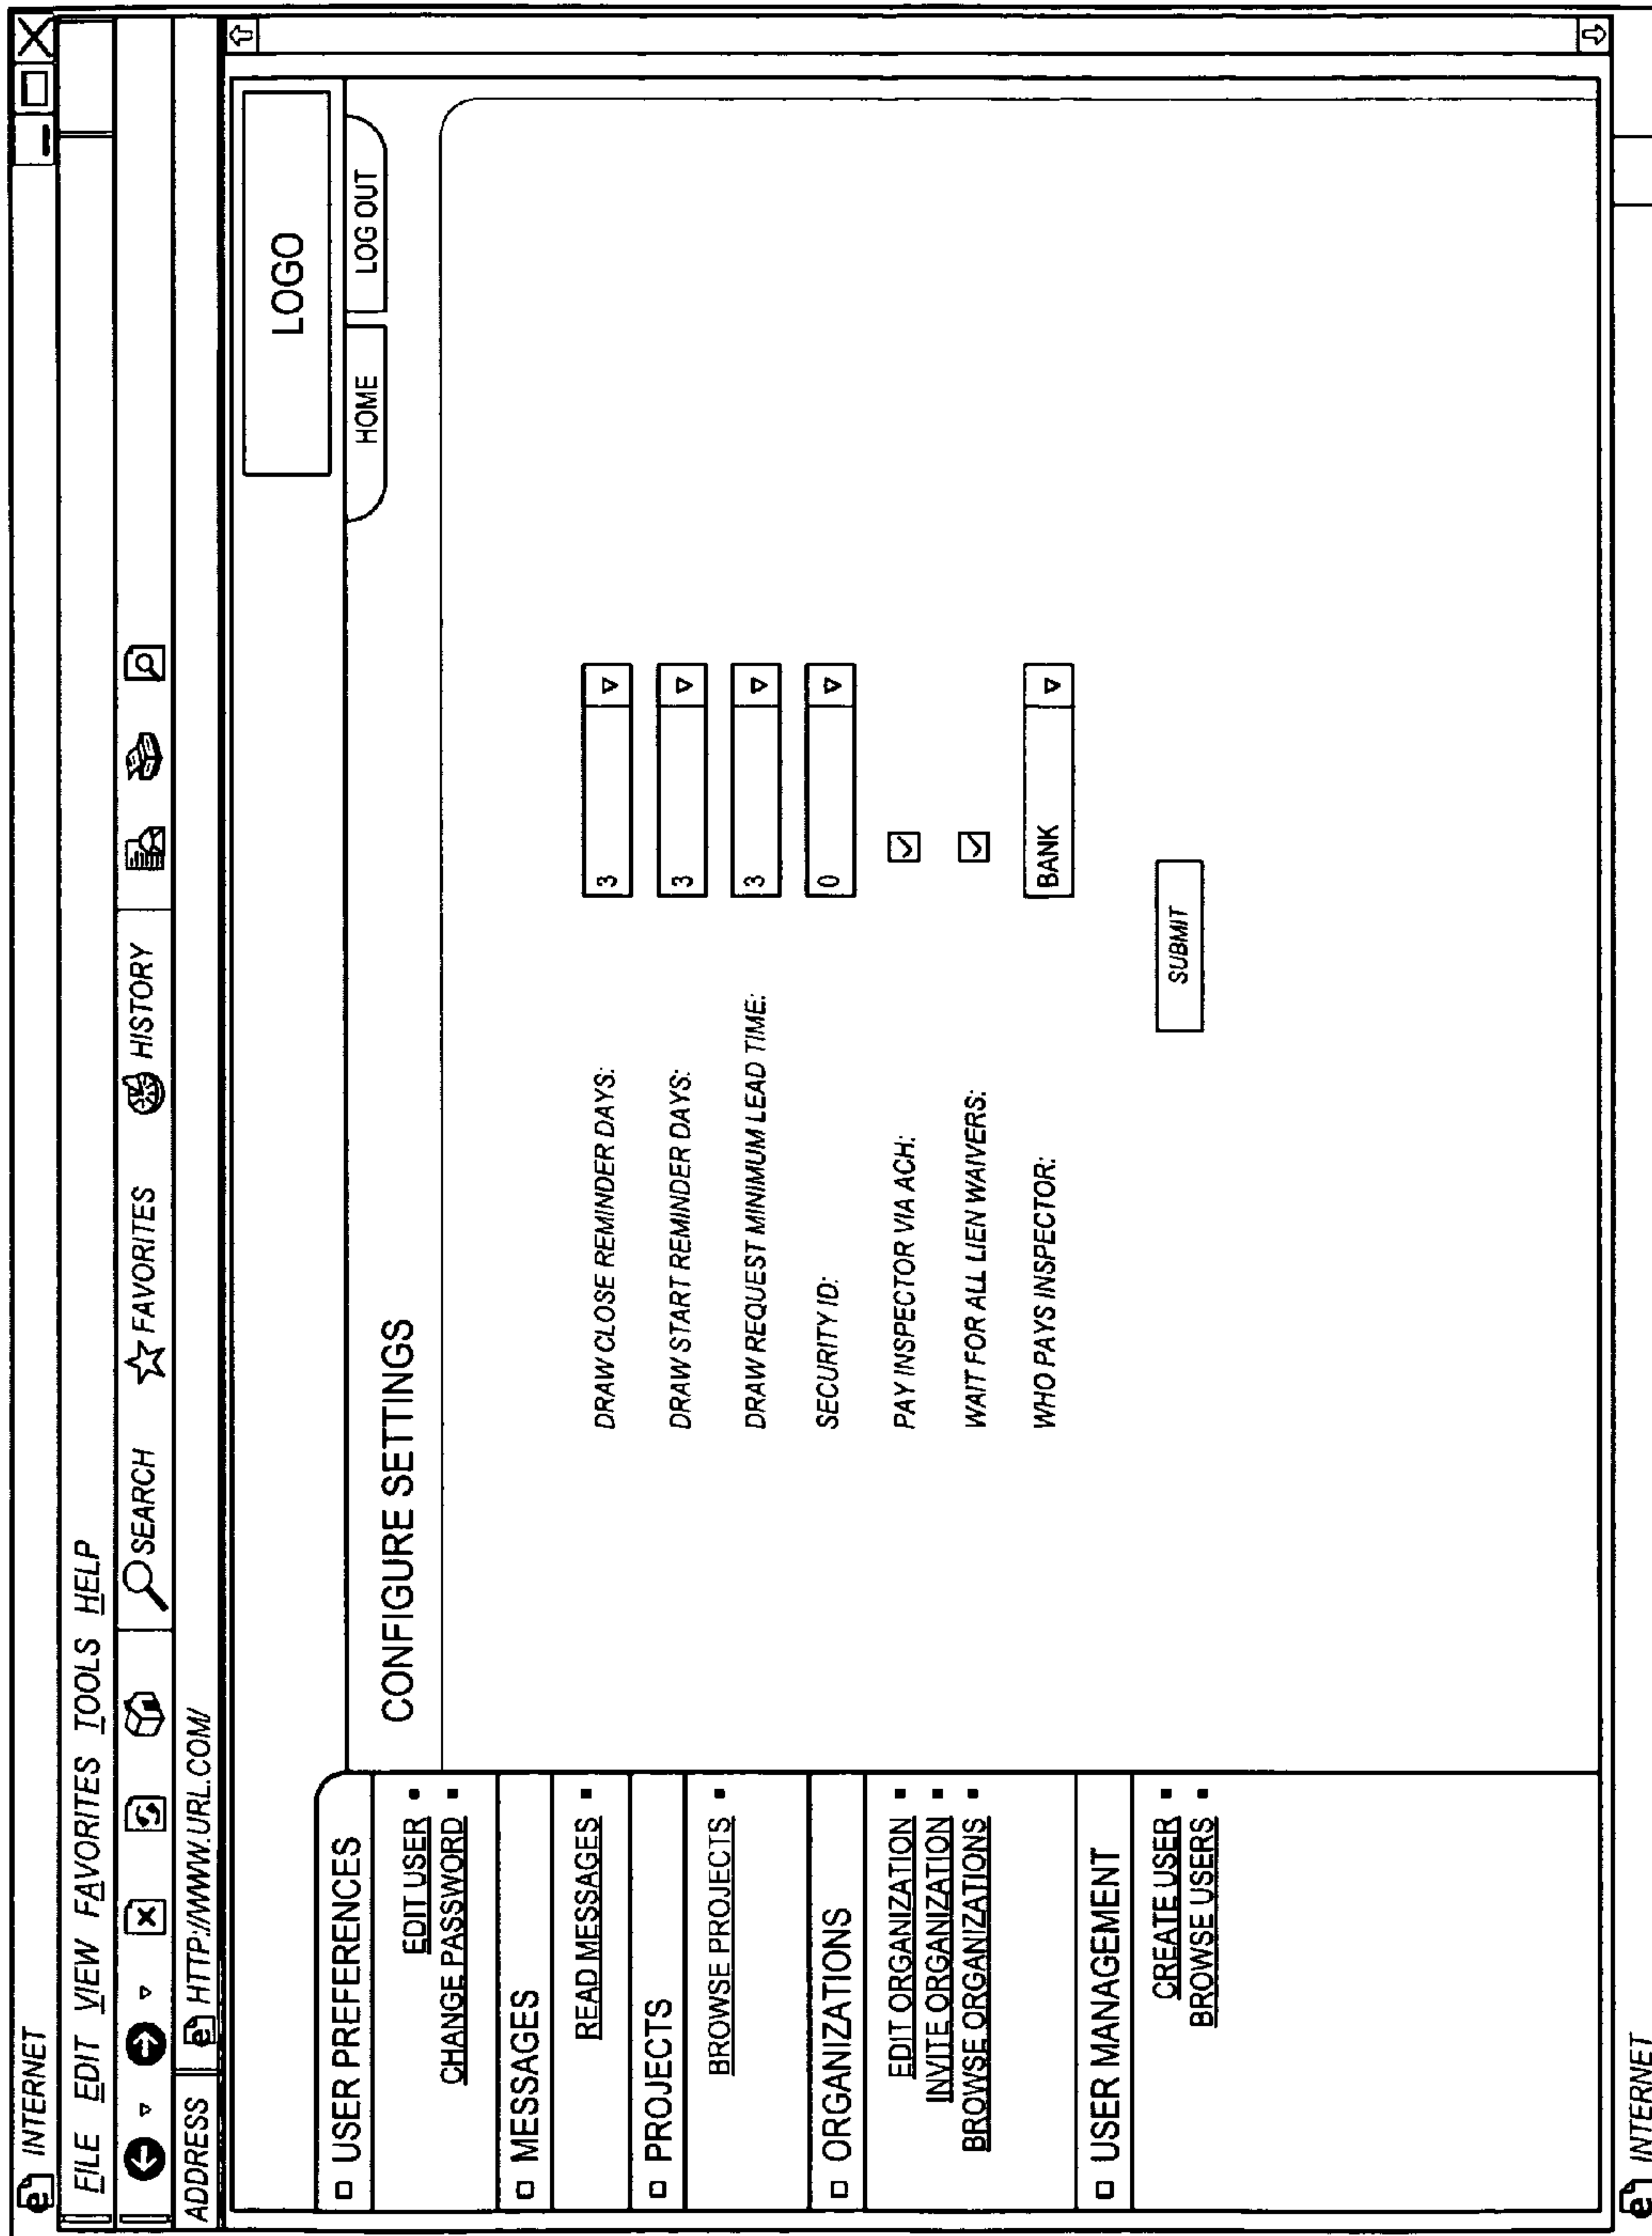 INTERNET
FILE EDIT VIEW FAVORITES TOOLS HELP
SEARCH FAVORITES HISTORY
ADDRESS HTTP://WWW.URL.COM/
LOGO
HOME LOG OUT
USER PREFERENCES
EDIT USER
CHANGE PASSWORD
MESSAGES
READ MESSAGES
PROJECTS
BROWSE PROJECTS
ORGANIZATIONS
EDIT ORGANIZATION
INVITE ORGANIZATION
BROWSE ORGANIZATIONS
USER MANAGEMENT
CREATE USER
BROWSE USERS
CONFIGURE SETTINGS
DRAW CLOSE REMINDER DAYS: 3
DRAW START REMINDER DAYS: 3
DRAW REQUEST MINIMUM LEAD TIME: 3
SECURITY ID: 0
PAY INSPECTOR VIA ACH:
WAIT FOR ALL LIEN WAIVERS:
WHO PAYS INSPECTOR: BANK
SUBMIT
INTERNET